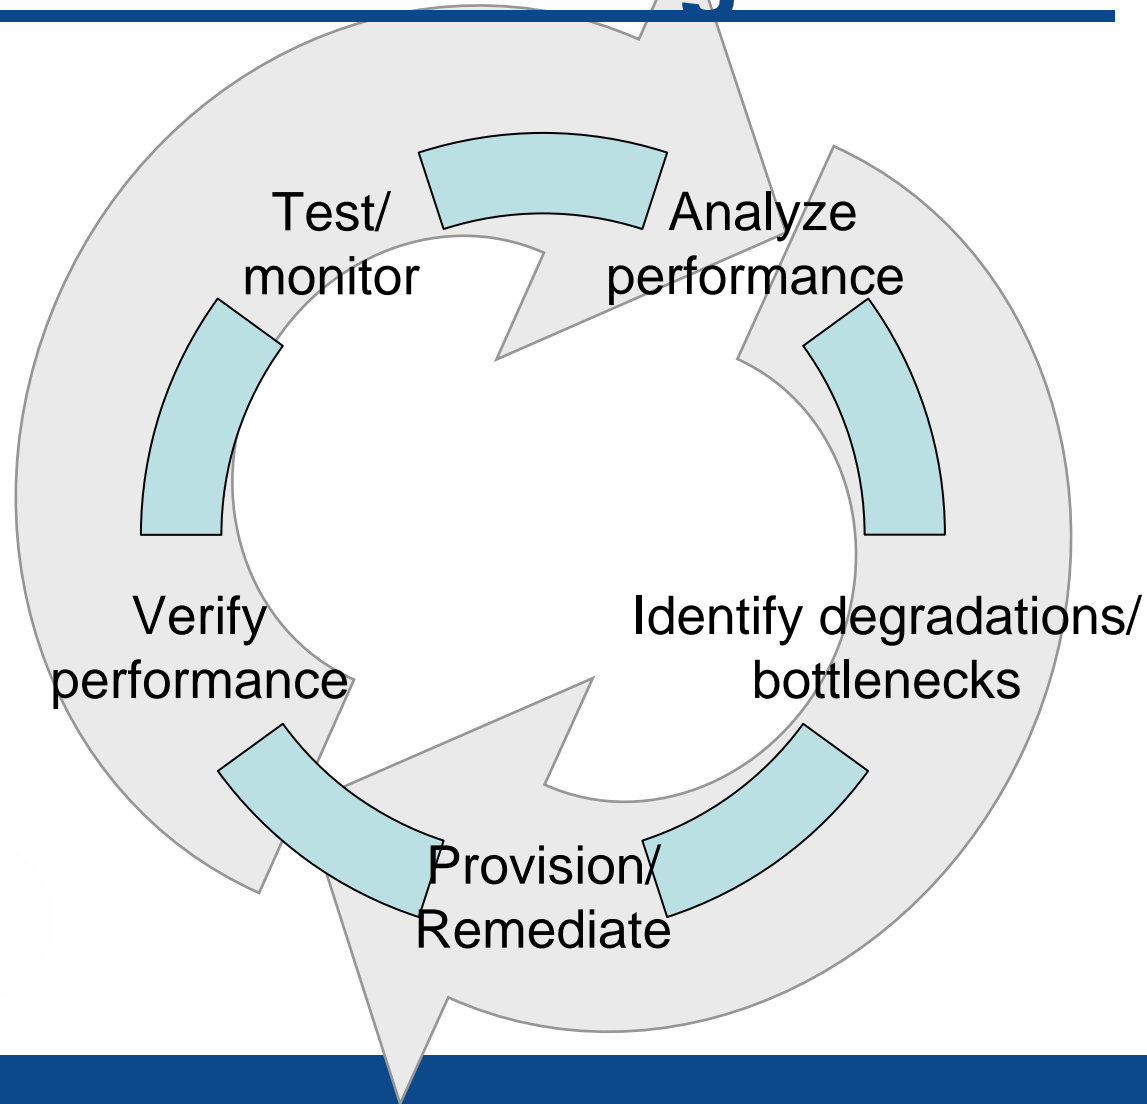 Test/
monitor
Analyze
performance
Identify degradations/
bottlenecks
Provision/
Remediate
Verify
performance